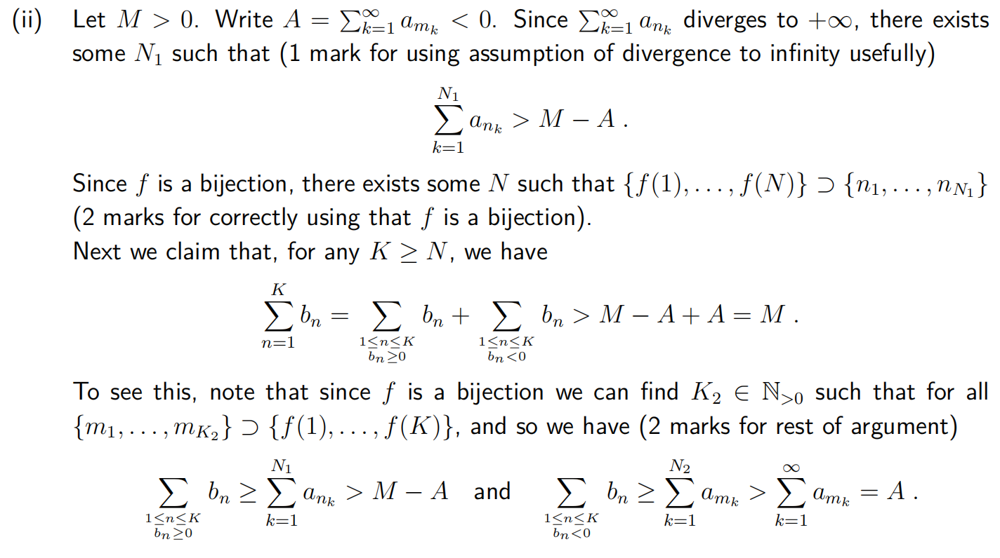 (ii) Let $M > 0$. Write $A = \sum_{k=1}^{\infty} a_{m_k} < 0$. Since $\sum_{k=1}^{\infty} a_{n_k}$ diverges to $+\infty$, there exists
some $N_1$ such that (1 mark for using assumption of divergence to infinity usefully)
$$\sum_{k=1}^{N_1} a_{n_k} > M - A .$$
Since $f$ is a bijection, there exists some $N$ such that $\{f(1), \ldots, f(N)\} \supset \{n_1, \ldots, n_{N_1}\}$
(2 marks for correctly using that $f$ is a bijection).
Next we claim that, for any $K \geq N$, we have
$$\sum_{n=1}^{K} b_n = \sum_{\substack{1 \leq n \leq K \\ b_n \geq 0}} b_n + \sum_{\substack{1 \leq n \leq K \\ b_n < 0}} b_n > M - A + A = M .$$
To see this, note that since $f$ is a bijection we can find $K_2 \in \mathbb{N}_{>0}$ such that for all
$\{m_1, \ldots, m_{K_2}\} \supset \{f(1), \ldots, f(K)\}$, and so we have (2 marks for rest of argument)
$$\sum_{\substack{1 \leq n \leq K \\ b_n \geq 0}} b_n \geq \sum_{k=1}^{N_1} a_{n_k} > M - A \quad \text{and} \quad \sum_{\substack{1 \leq n \leq K \\ b_n < 0}} b_n \geq \sum_{k=1}^{N_2} a_{m_k} > \sum_{k=1}^{\infty} a_{m_k} = A .$$